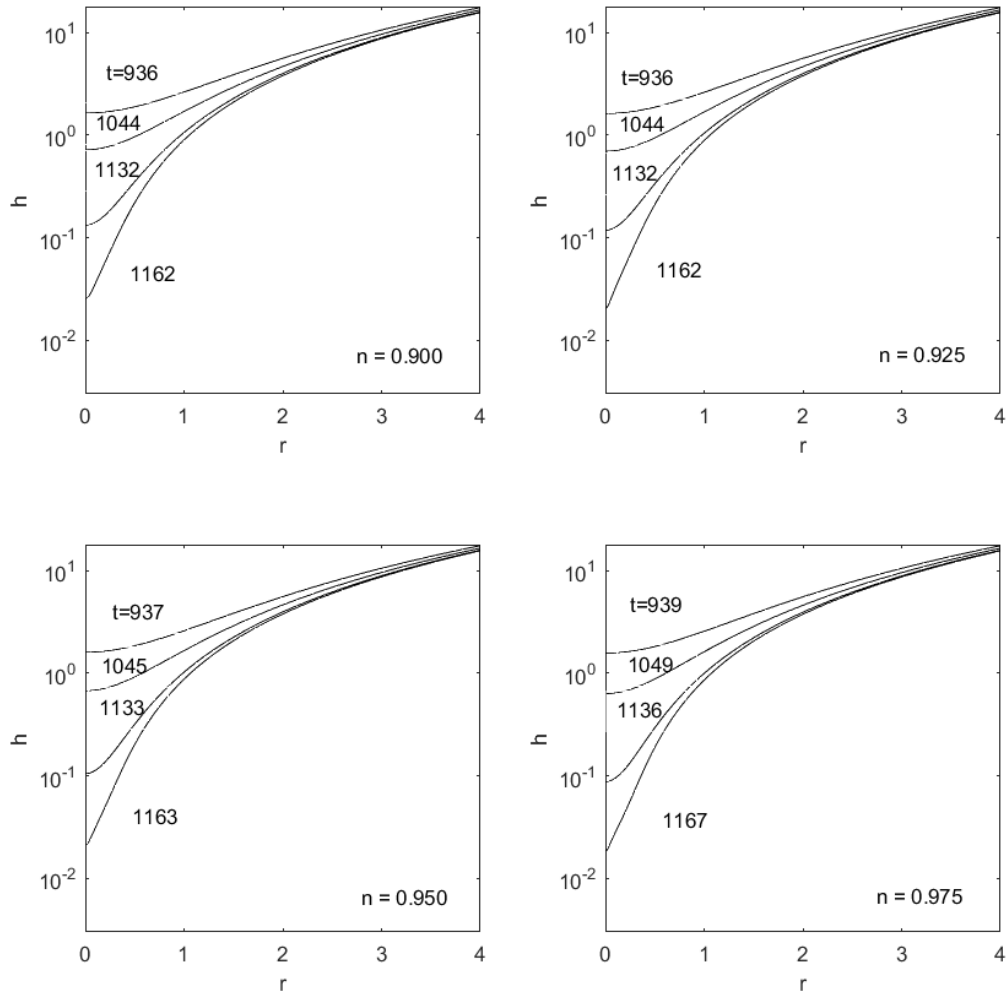 10^1
t=936
1044
10^0
1132
h
10^-1
1162
10^-2
n = 0.900
0 1 2 3 4
r
10^1
t=936
1044
10^0
1132
h
10^-1
1162
10^-2
n = 0.925
0 1 2 3 4
r
10^1
t=937
1045
10^0
1133
h
10^-1
1163
10^-2
n = 0.950
0 1 2 3 4
r
10^1
t=939
1049
10^0
1136
h
10^-1
1167
10^-2
n = 0.975
0 1 2 3 4
r